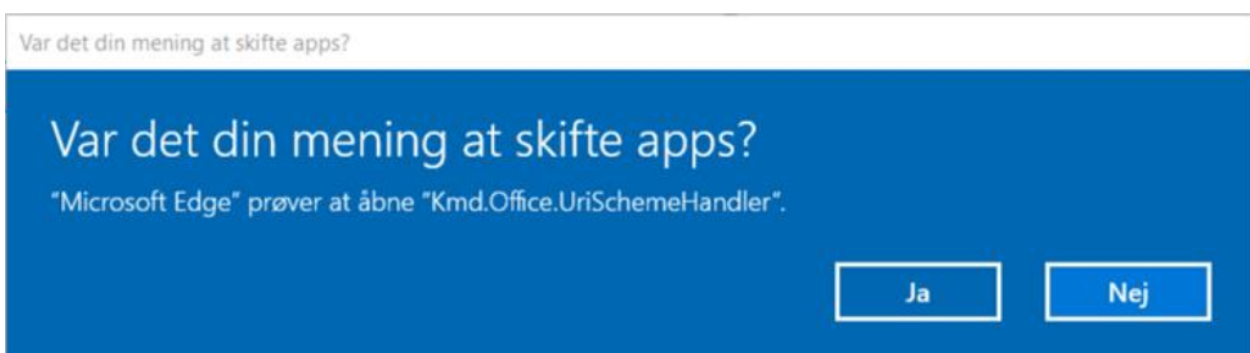 Var det din mening at skifte apps?
Var det din mening at skifte apps?
"Microsoft Edge" prøver at åbne "Kmd.Office.UriSchemeHandler".
Ja
Nej